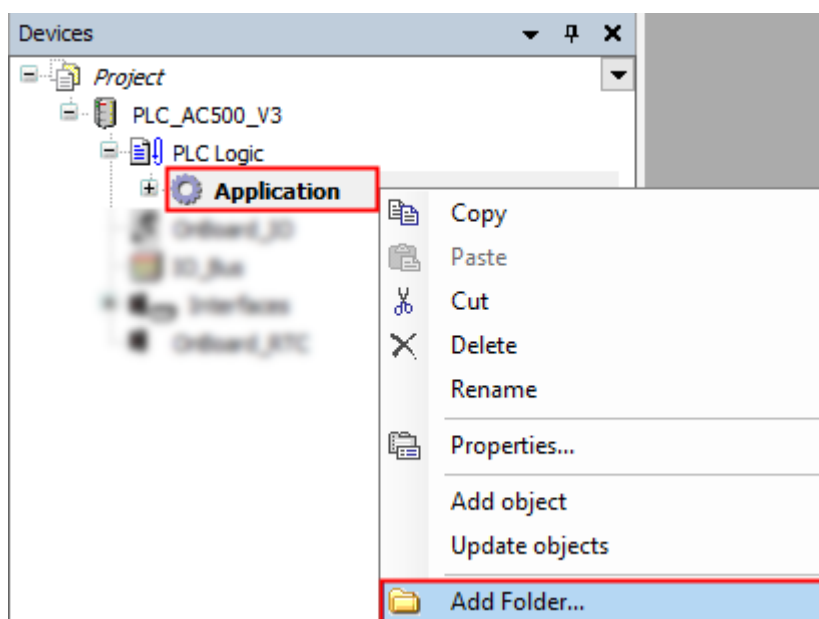 Devices
Project
PLC_AC500_V3
PLC Logic
Application
Copy
Paste
Cut
Delete
Rename
Properties...
Add object
Update objects
Add Folder...